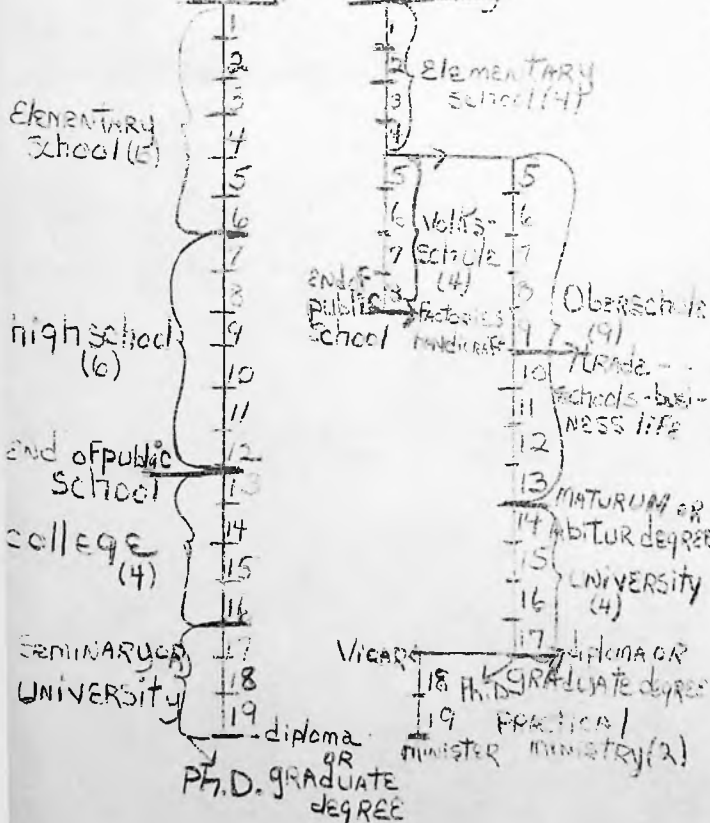 1
2
3
4
5
6
7
8
9
10
11
12
13
14
15
16
17
18
19
ELEMENTARY
School (6)
high school
(6)
END of public
School
college
(4)
SEMINARY OR
UNIVERSITY
diploma
OR
Ph.D. GRADUATE
DEGREE
1
2
3
4
ElEMENTARY
School (4)
5
6
7
8
Volks-
Schule
(4)
END OF
public
School
factories
handicraft
5
6
7
8
9
10
11
12
13
14
15
16
17
Oberschule
(9)
trade
schools - busi-
NESS life
MATURUM OR
AbiTUR degree
UNIVERSITY
(4)
diploma OR
Ph.D. GRADUATE degree
Vicar
18
19
minister
PRACTICAL
MINISTRY (2)